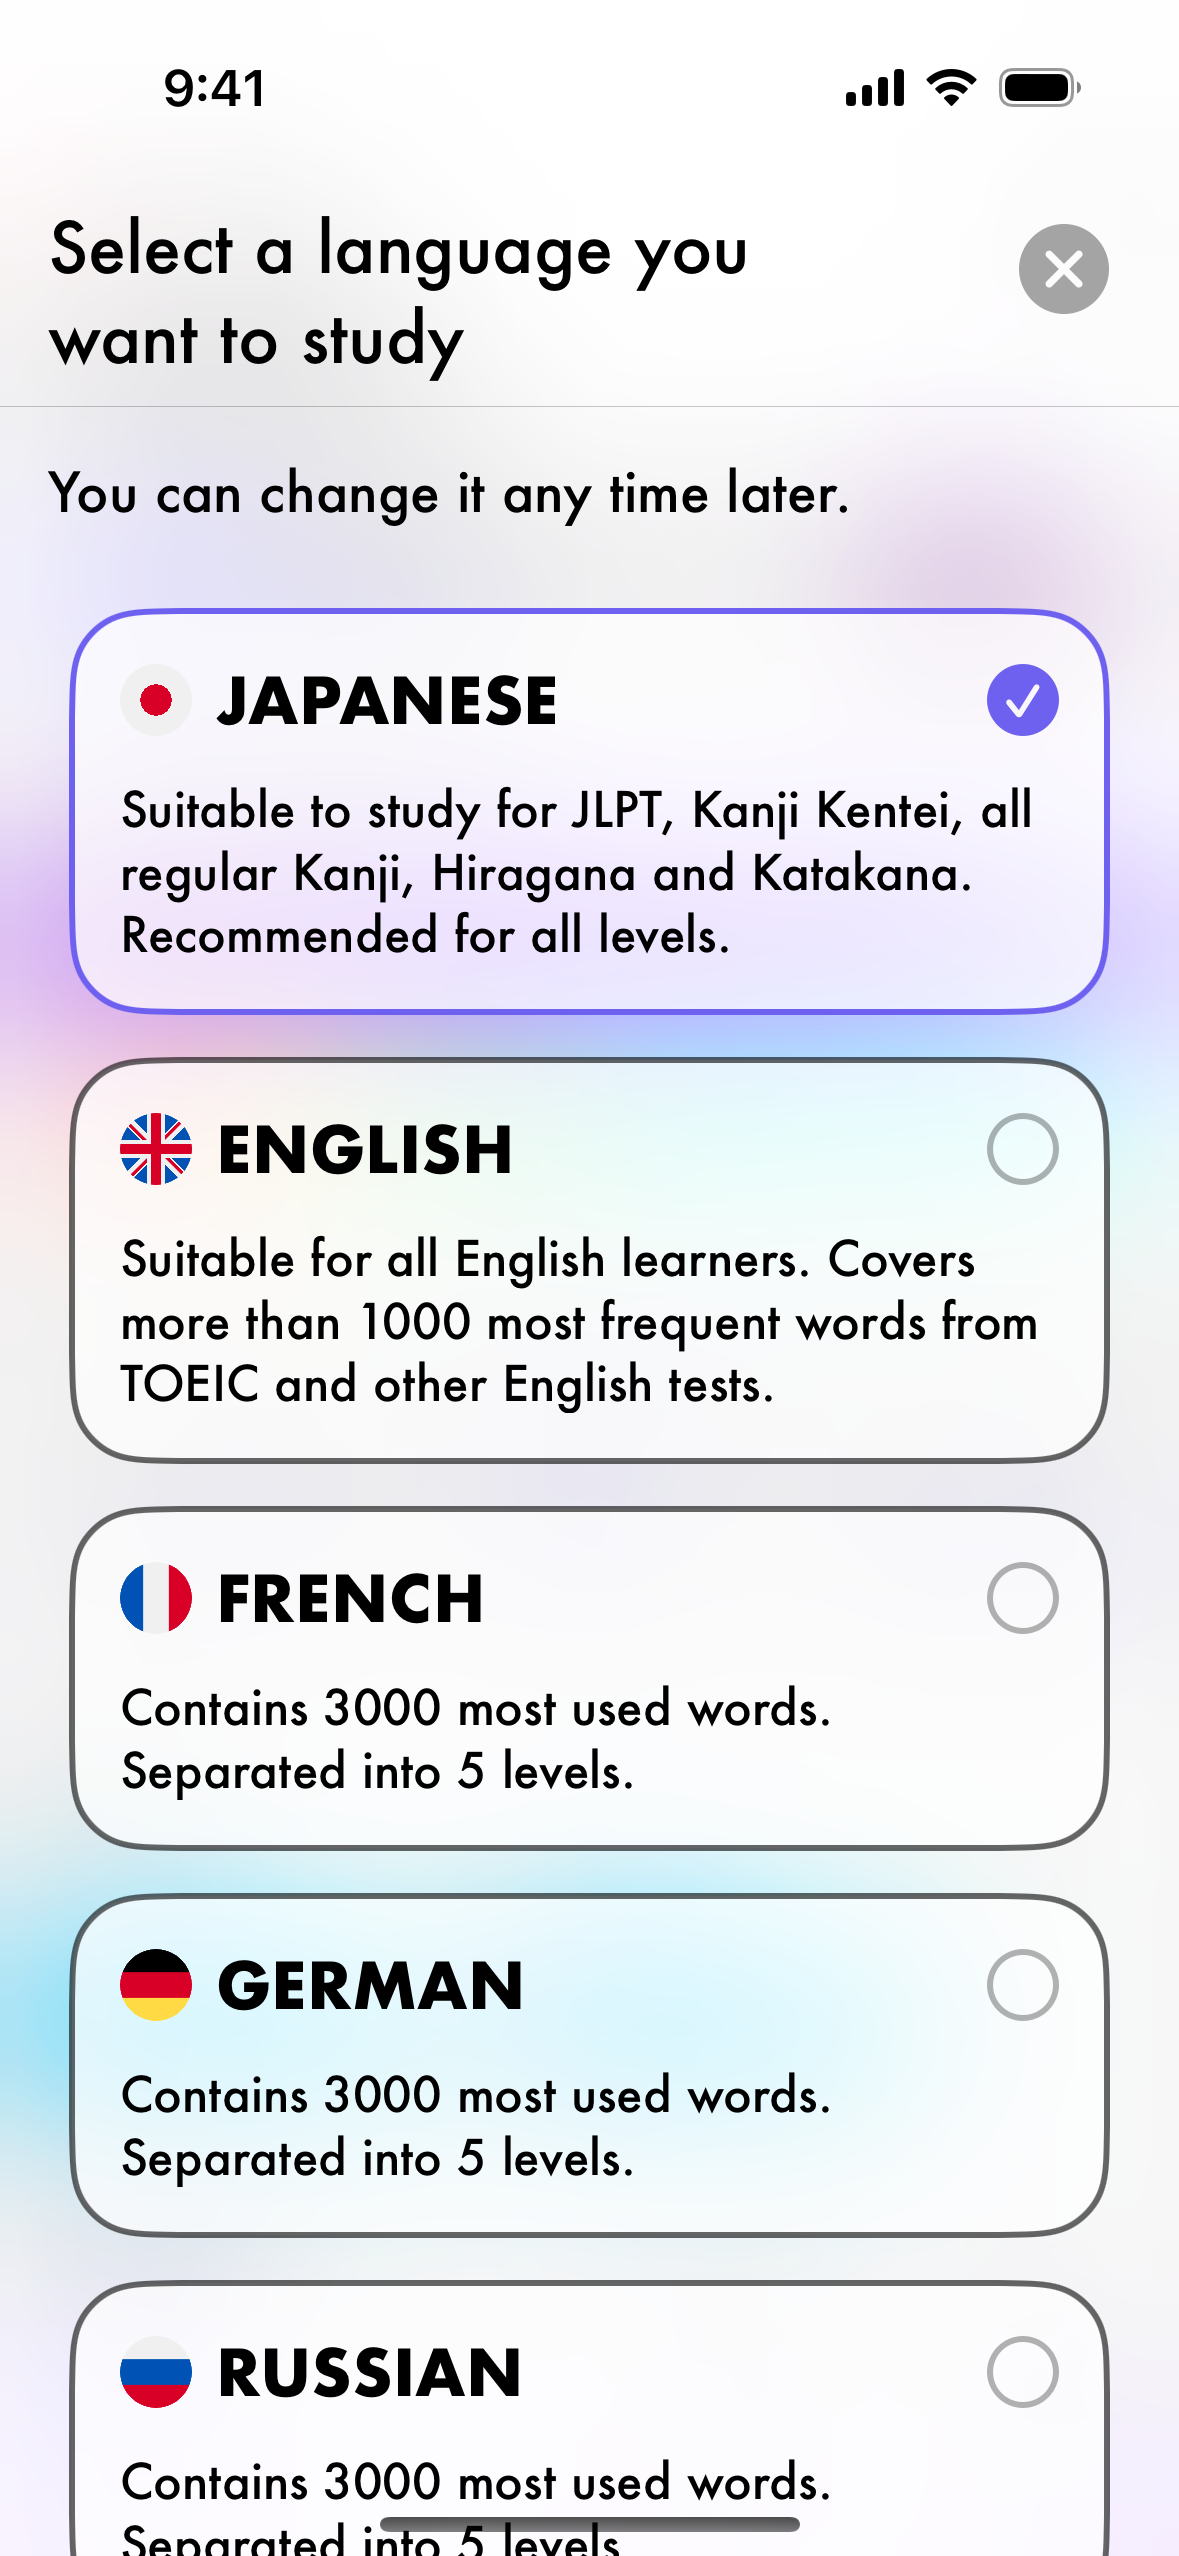 9:41
Select a language you
want to study
You can change it any time later.
JAPANESE
Suitable to study for JLPT, Kanji Kentei, all
regular Kanji, Hiragana and Katakana.
Recommended for all levels.
ENGLISH
Suitable for all English learners. Covers
more than 1000 most frequent words from
TOEIC and other English tests.
FRENCH
Contains 3000 most used words.
Separated into 5 levels.
GERMAN
Contains 3000 most used words.
Separated into 5 levels.
RUSSIAN
Contains 3000 most used words.
Separated into 5 levels